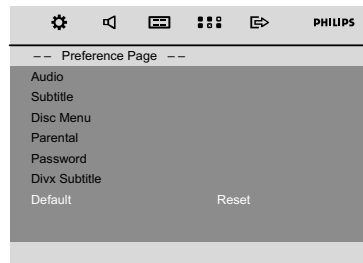 PHILIPS
-- Preference Page --
Audio
Subtitle
Disc Menu
Parental
Password
Divx Subtitle
Default Reset